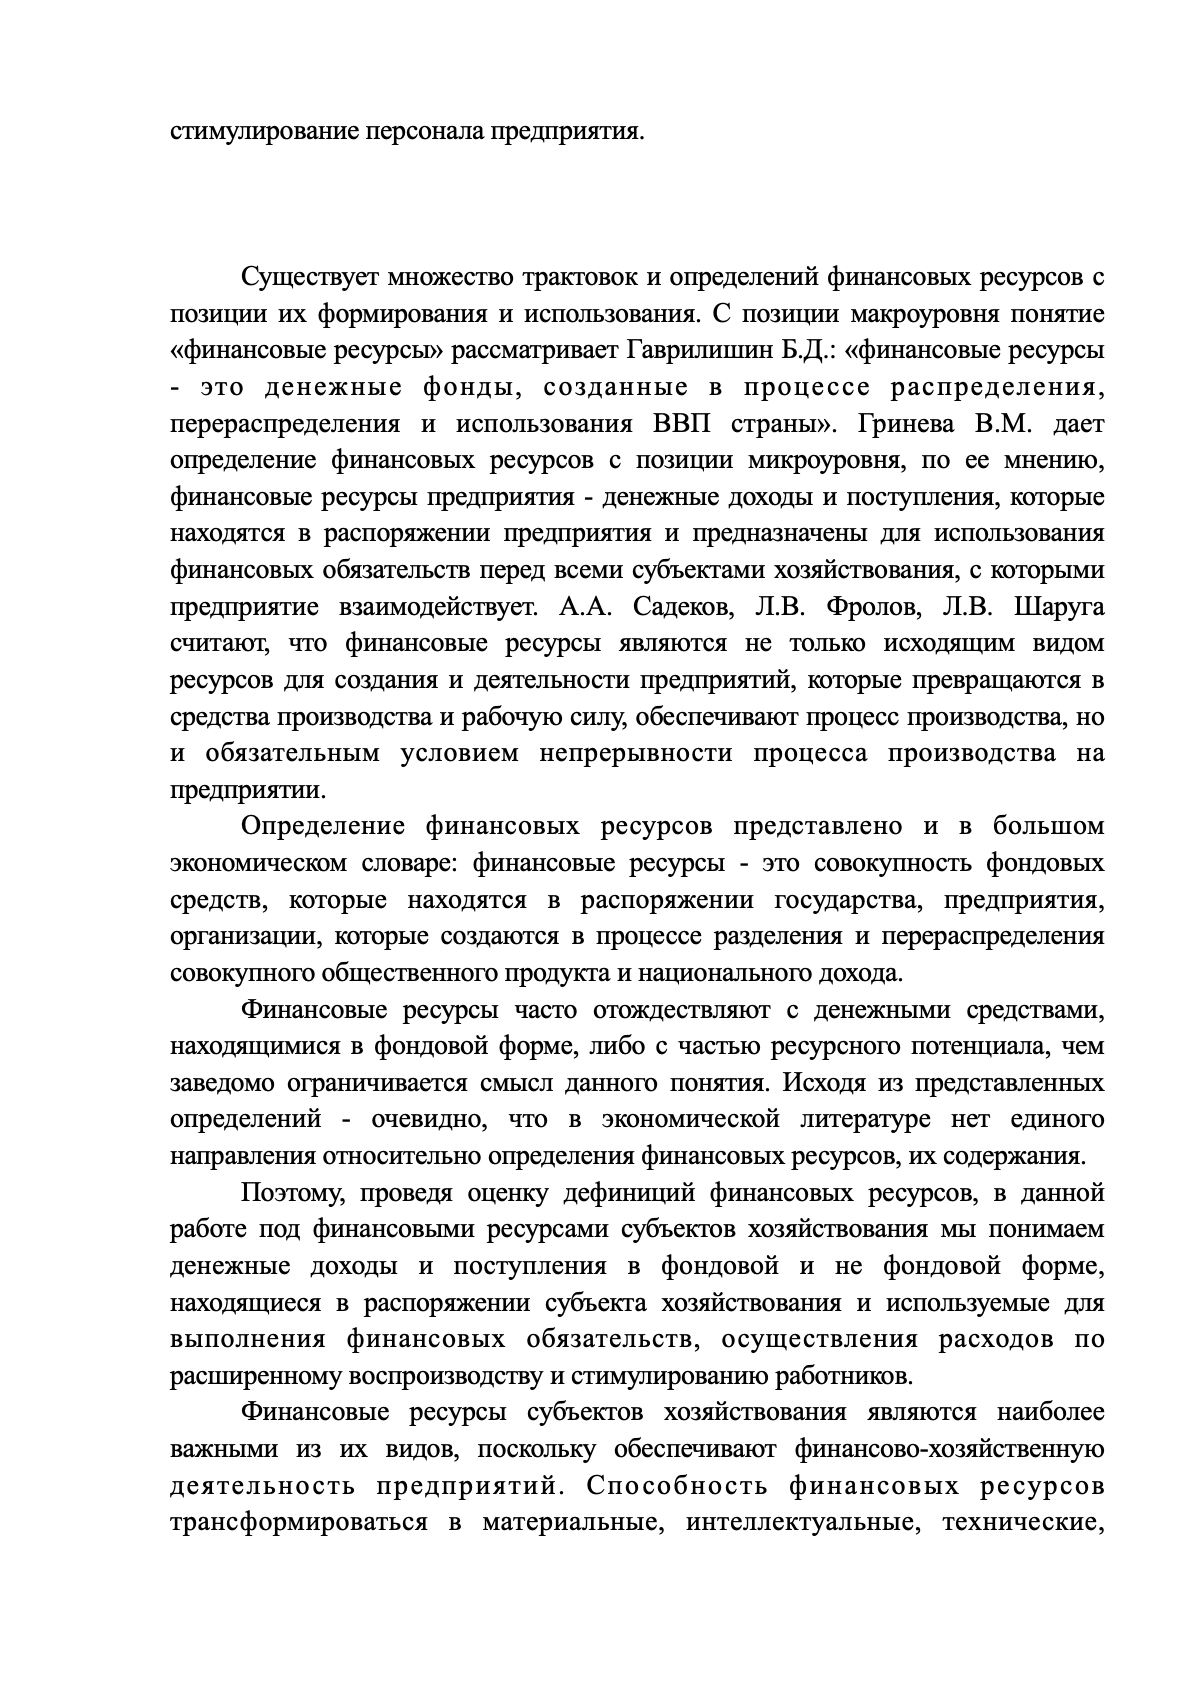 стимулирование персонала предприятия.
Существует множество трактовок и определений финансовых ресурсов с
позиции их формирования и использования. С позиции макроуровня понятие
«финансовые ресурсы» рассматривает Гаврилишин Б.Д.: «финансовые ресурсы
- это денежные фонды, созданные в процессе распределения,
перераспределения и использования ВВП страны». Гринева В.М. дает
определение финансовых ресурсов с позиции микроуровня, по ее мнению,
финансовые ресурсы предприятия - денежные доходы и поступления, которые
находятся в распоряжении предприятия и предназначены для использования
финансовых обязательств перед всеми субъектами хозяйствования, с которыми
предприятие взаимодействует. А.А. Садеков, Л.В. Фролов, Л.В. Шаруга
считают, что финансовые ресурсы являются не только исходящим видом
ресурсов для создания и деятельности предприятий, которые превращаются в
средства производства и рабочую силу, обеспечивают процесс производства, но
и обязательным условием непрерывности процесса производства на
предприятии.
Определение финансовых ресурсов представлено и в большом
экономическом словаре: финансовые ресурсы - это совокупность фондовых
средств, которые находятся в распоряжении государства, предприятия,
организации, которые создаются в процессе разделения и перераспределения
совокупного общественного продукта и национального дохода.
Финансовые ресурсы часто отождествляют с денежными средствами,
находящимися в фондовой форме, либо с частью ресурсного потенциала, чем
заведомо ограничивается смысл данного понятия. Исходя из представленных
определений - очевидно, что в экономической литературе нет единого
направления относительно определения финансовых ресурсов, их содержания.
Поэтому, проведя оценку дефиниций финансовых ресурсов, в данной
работе под финансовыми ресурсами субъектов хозяйствования мы понимаем
денежные доходы и поступления в фондовой и не фондовой форме,
находящиеся в распоряжении субъекта хозяйствования и используемые для
выполнения финансовых обязательств, осуществления расходов по
расширенному воспроизводству и стимулированию работников.
Финансовые ресурсы субъектов хозяйствования являются наиболее
важными из их видов, поскольку обеспечивают финансово-хозяйственную
деятельность предприятий. Способность финансовых ресурсов
трансформироваться в материальные, интеллектуальные, технические,